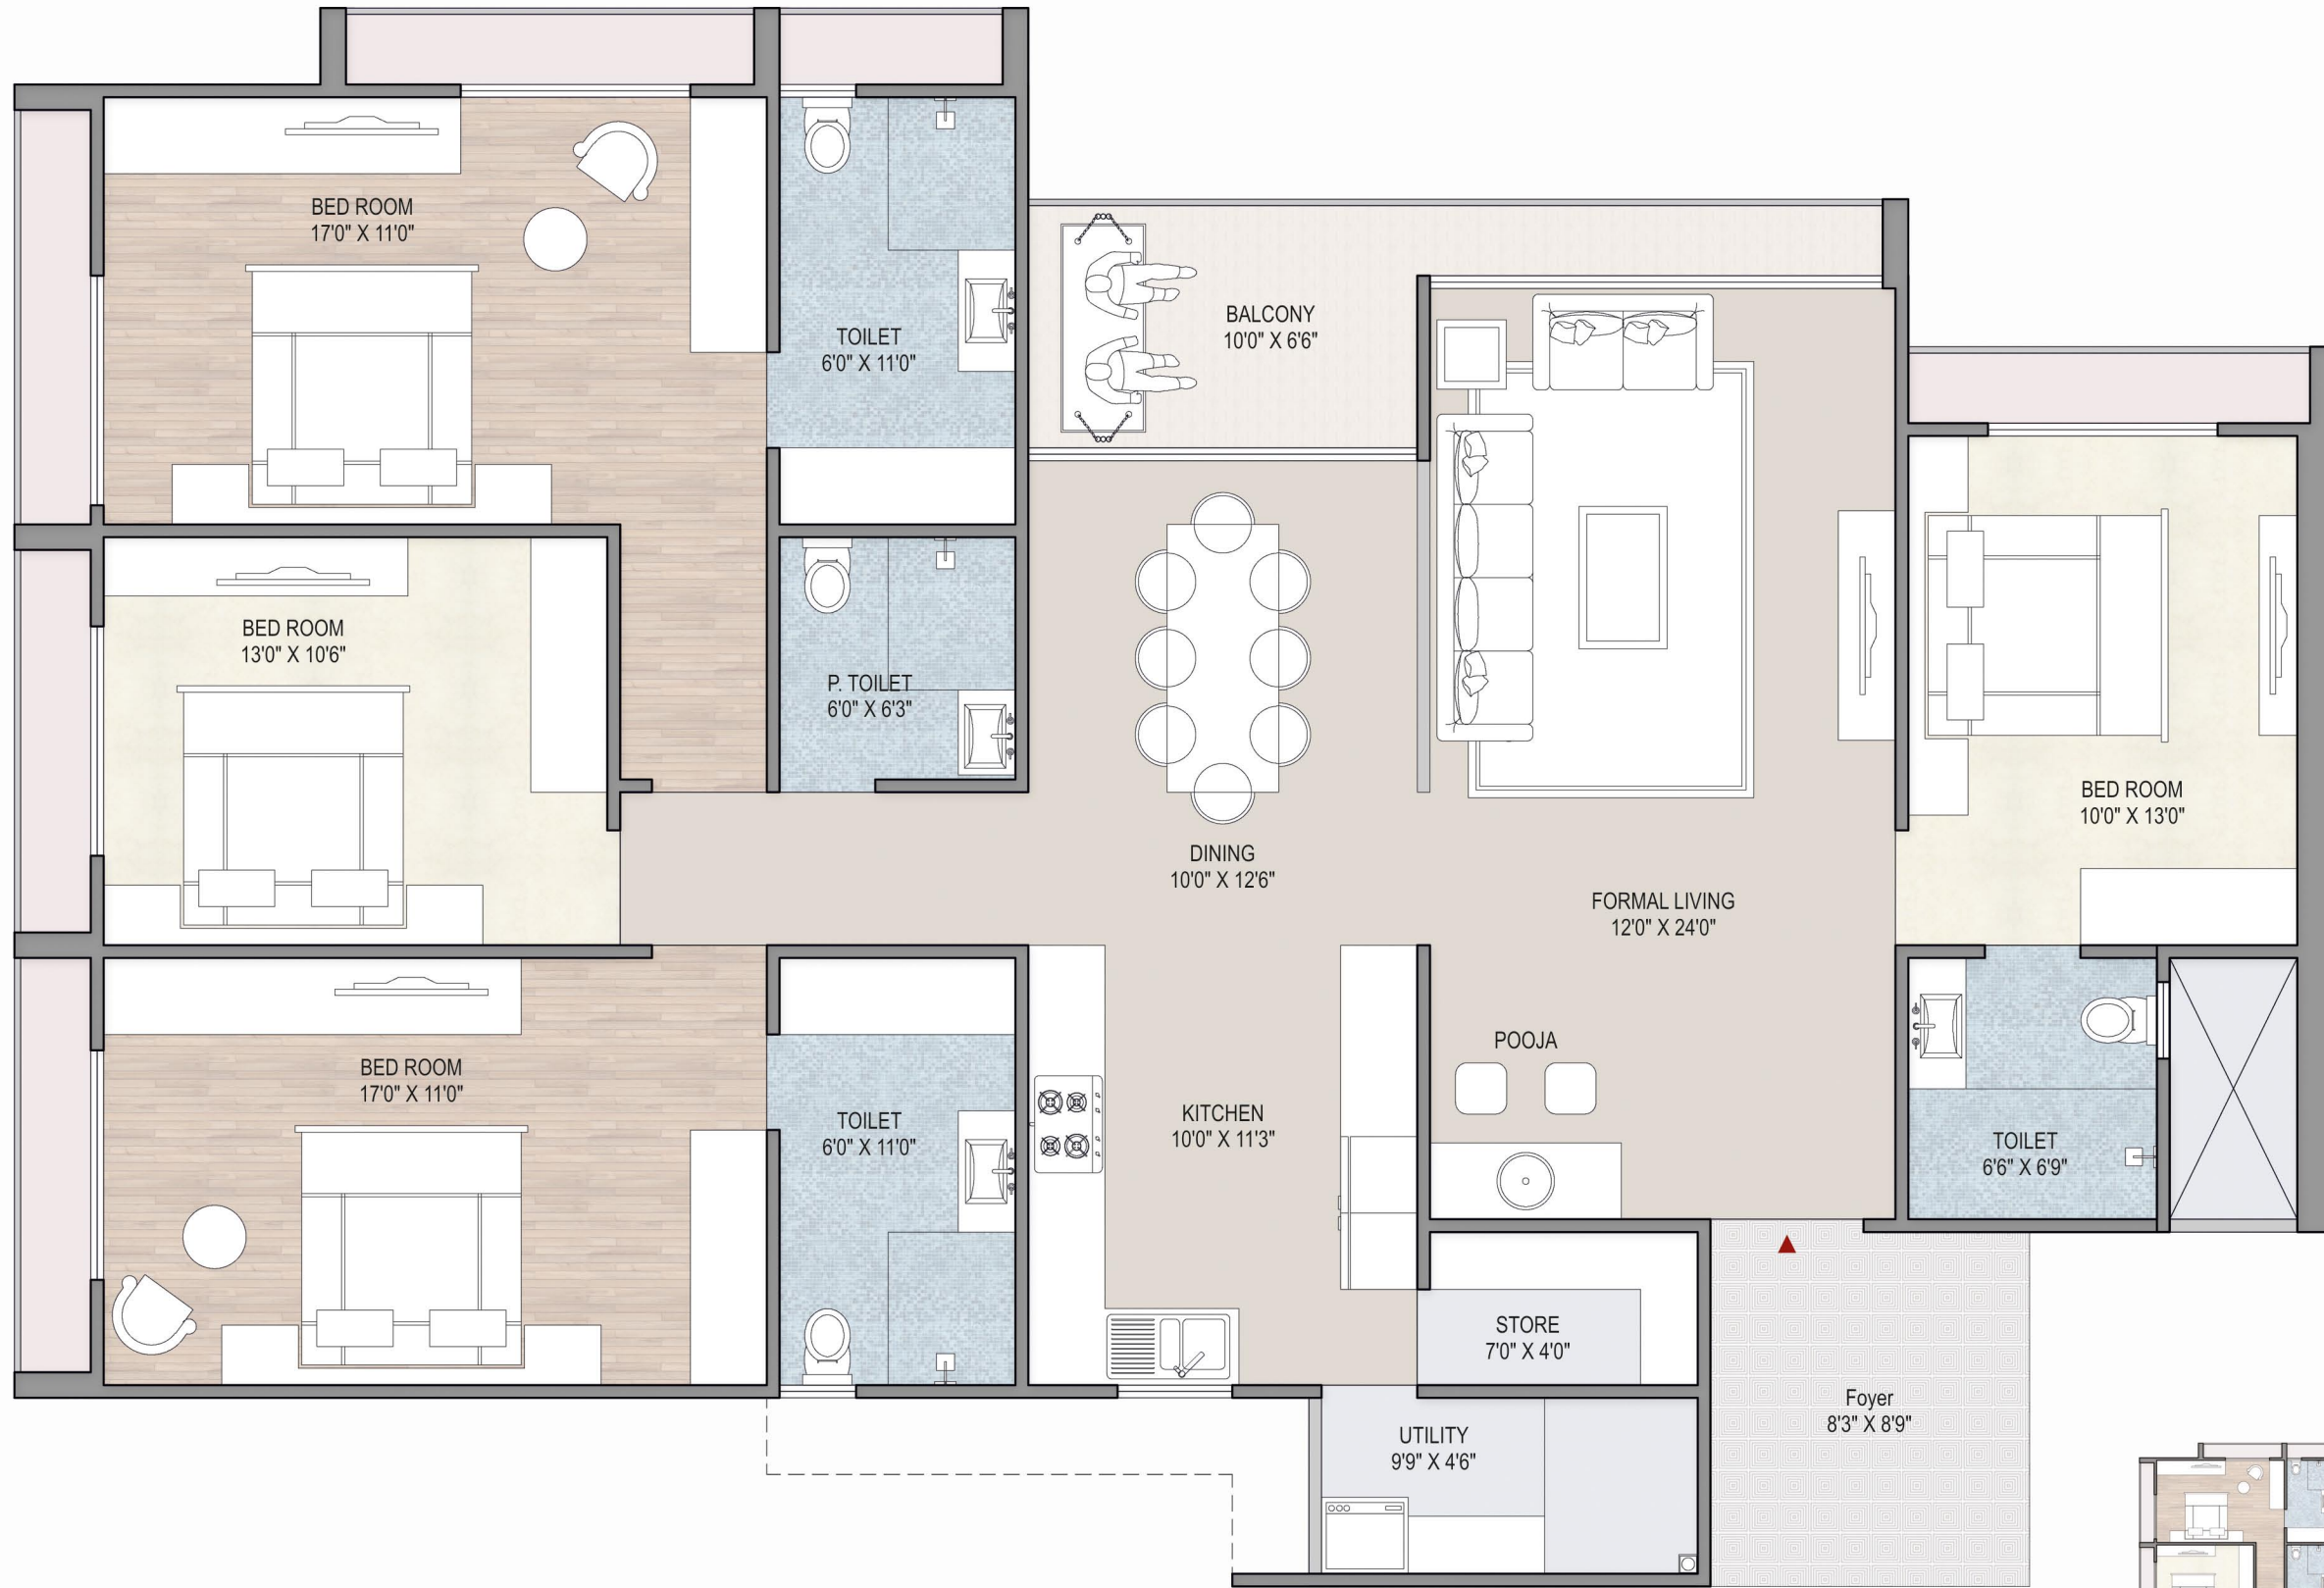 BED ROOM
17'0" X 11'0"
TOILET
6'0" X 11'0"
BALCONY
10'0" X 6'6"
BED ROOM
13'0" X 10'6"
P. TOILET
6'0" X 6'3"
BED ROOM
10'0" X 13'0"
DINING
10'0" X 12'6"
FORMAL LIVING
12'0" X 24'0"
POOJA
BED ROOM
17'0" X 11'0"
TOILET
6'0" X 11'0"
KITCHEN
10'0" X 11'3"
TOILET
6'6" X 6'9"
STORE
7'0" X 4'0"
Foyer
8'3" X 8'9"
UTILITY
9'9" X 4'6"